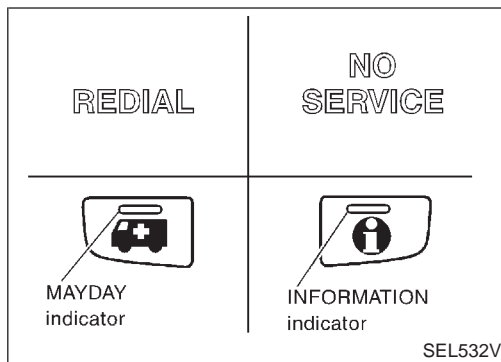 REDIAL
NO
SERVICE
MAYDAY
indicator
INFORMATION
indicator
SEL532V